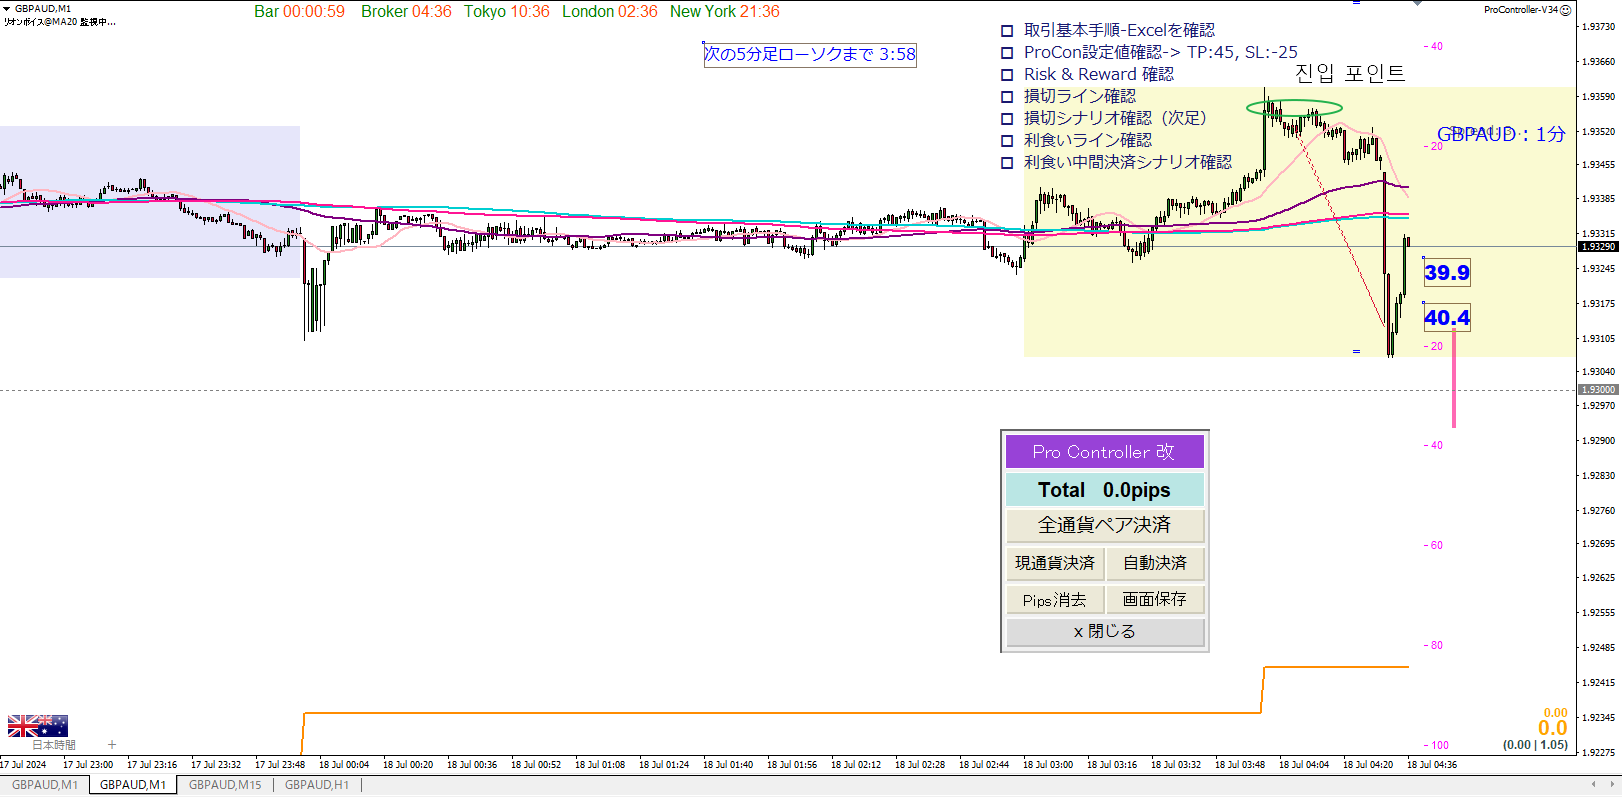 GBPAUD,M1
リオンボイス@MA20 監視中...
Bar 00:00:59 Broker 04:36 Tokyo 10:36 London 02:36 New York 21:36
ProController-V34
次の5分足ローソクまで 3:58
取引基本手順-Excelを確認
ProCon設定値確認-> TP:45, SL:-25
Risk & Reward 確認
損切ライン確認
損切シナリオ確認（次足）
利食いライン確認
利食い中間決済シナリオ確認
진입 포인트
GBPAUD : 1分
40
20
20
40
60
80
100
39.9
40.4
1.93730
1.93660
1.93590
1.93520
1.93455
1.93385
1.93315
1.93290
1.93245
1.93175
1.93105
1.93040
1.93000
1.92970
1.92900
1.92830
1.92760
1.92695
1.92625
1.92555
1.92485
1.92415
1.92345
1.92275
Pro Controller 改
Total 0.0pips
全通貨ペア決済
現通貨決済 自動決済
Pips消去 画面保存
x 閉じる
0.00
0.0
(0.00 | 1.05)
日本時間 +
17 Jul 2024 17 Jul 23:00 17 Jul 23:16 17 Jul 23:32 17 Jul 23:48 18 Jul 00:04 18 Jul 00:20 18 Jul 00:36 18 Jul 00:52 18 Jul 01:08 18 Jul 01:24 18 Jul 01:40 18 Jul 01:56 18 Jul 02:12 18 Jul 02:28 18 Jul 02:44 18 Jul 03:00 18 Jul 03:16 18 Jul 03:32 18 Jul 03:48 18 Jul 04:04 18 Jul 04:20 18 Jul 04:36
GBPAUD,M1 GBPAUD,M1 GBPAUD,M15 GBPAUD,H1